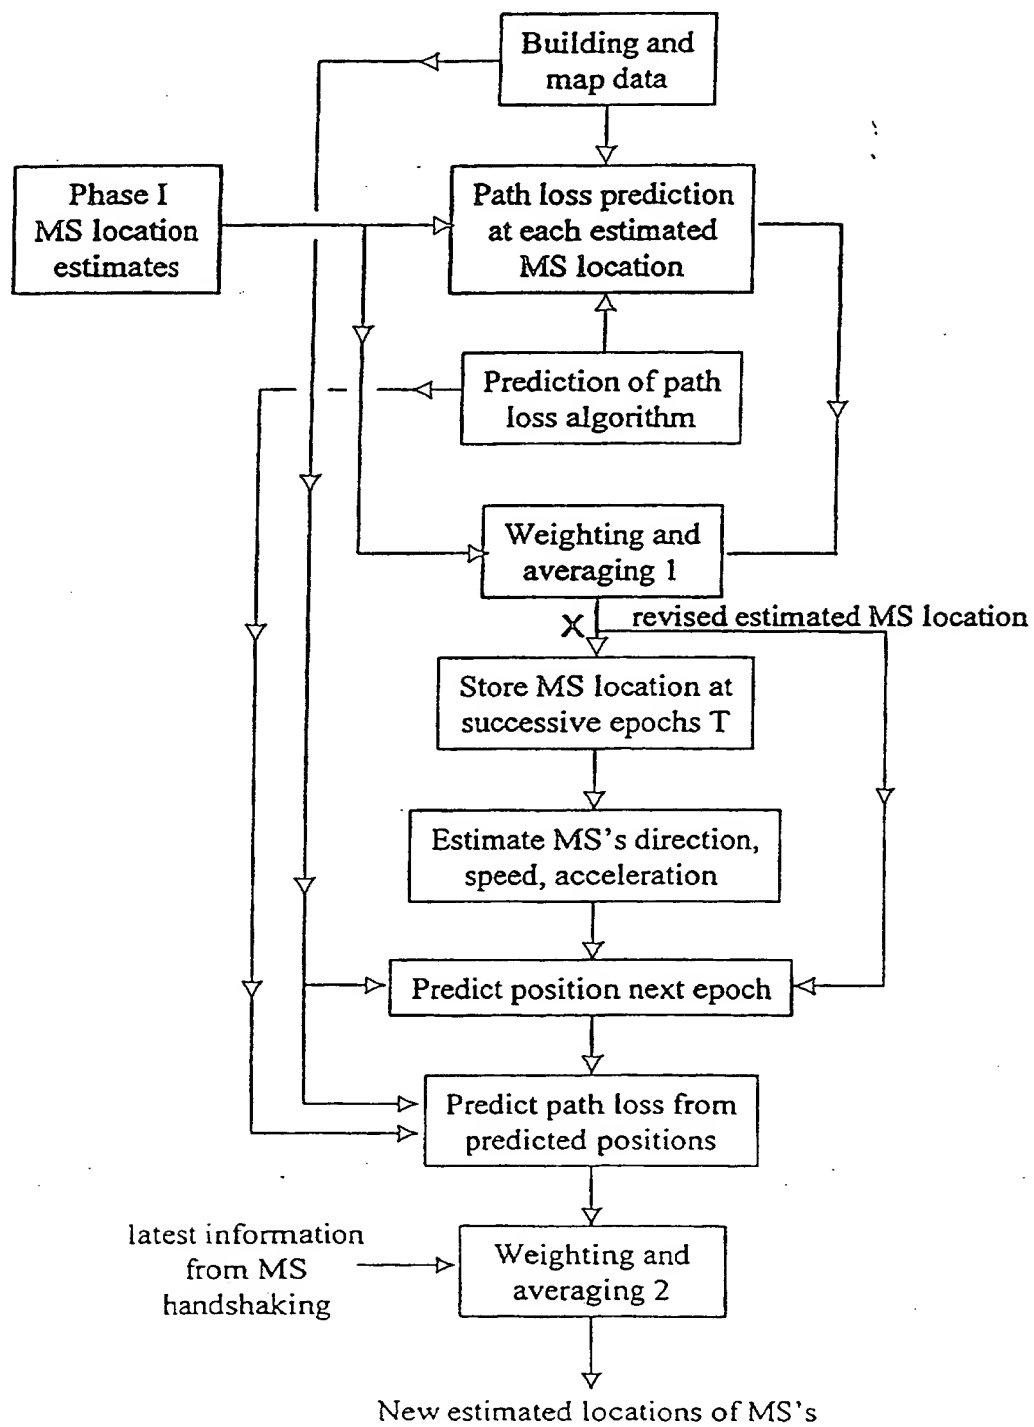 Building and
map data
Phase I
MS location
estimates
Path loss prediction
at each estimated
MS location
Prediction of path
loss algorithm
Weighting and
averaging 1
X
revised estimated MS location
Store MS location at
successive epochs T
Estimate MS's direction,
speed, acceleration
Predict position next epoch
Predict path loss from
predicted positions
latest information
from MS
handshaking
Weighting and
averaging 2
New estimated locations of MS's